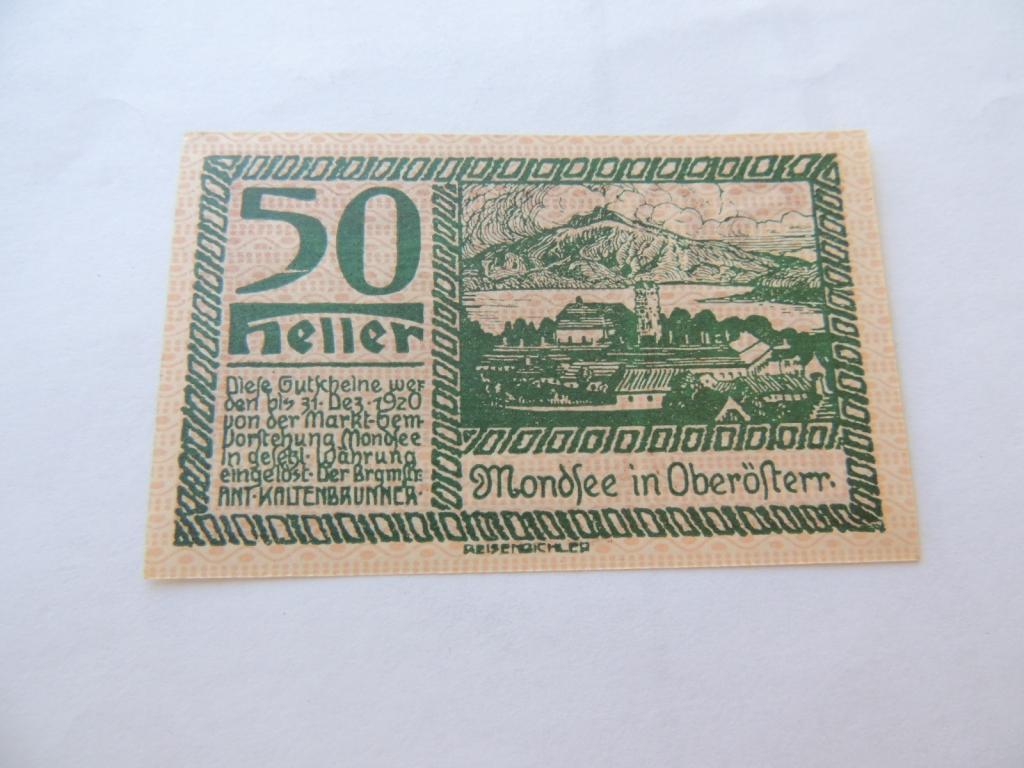 50
Heller
Diese Gutscheine wer
den bis 31. Dez. 1920
von der Markt-Gem-
Vorstehung Mondsee
in gesetzl. Währung
eingelöst. Der Brgmstr.
ANT. KALTENBRUNNER.
Mondsee in Oberösterr.
REISENBICHLER